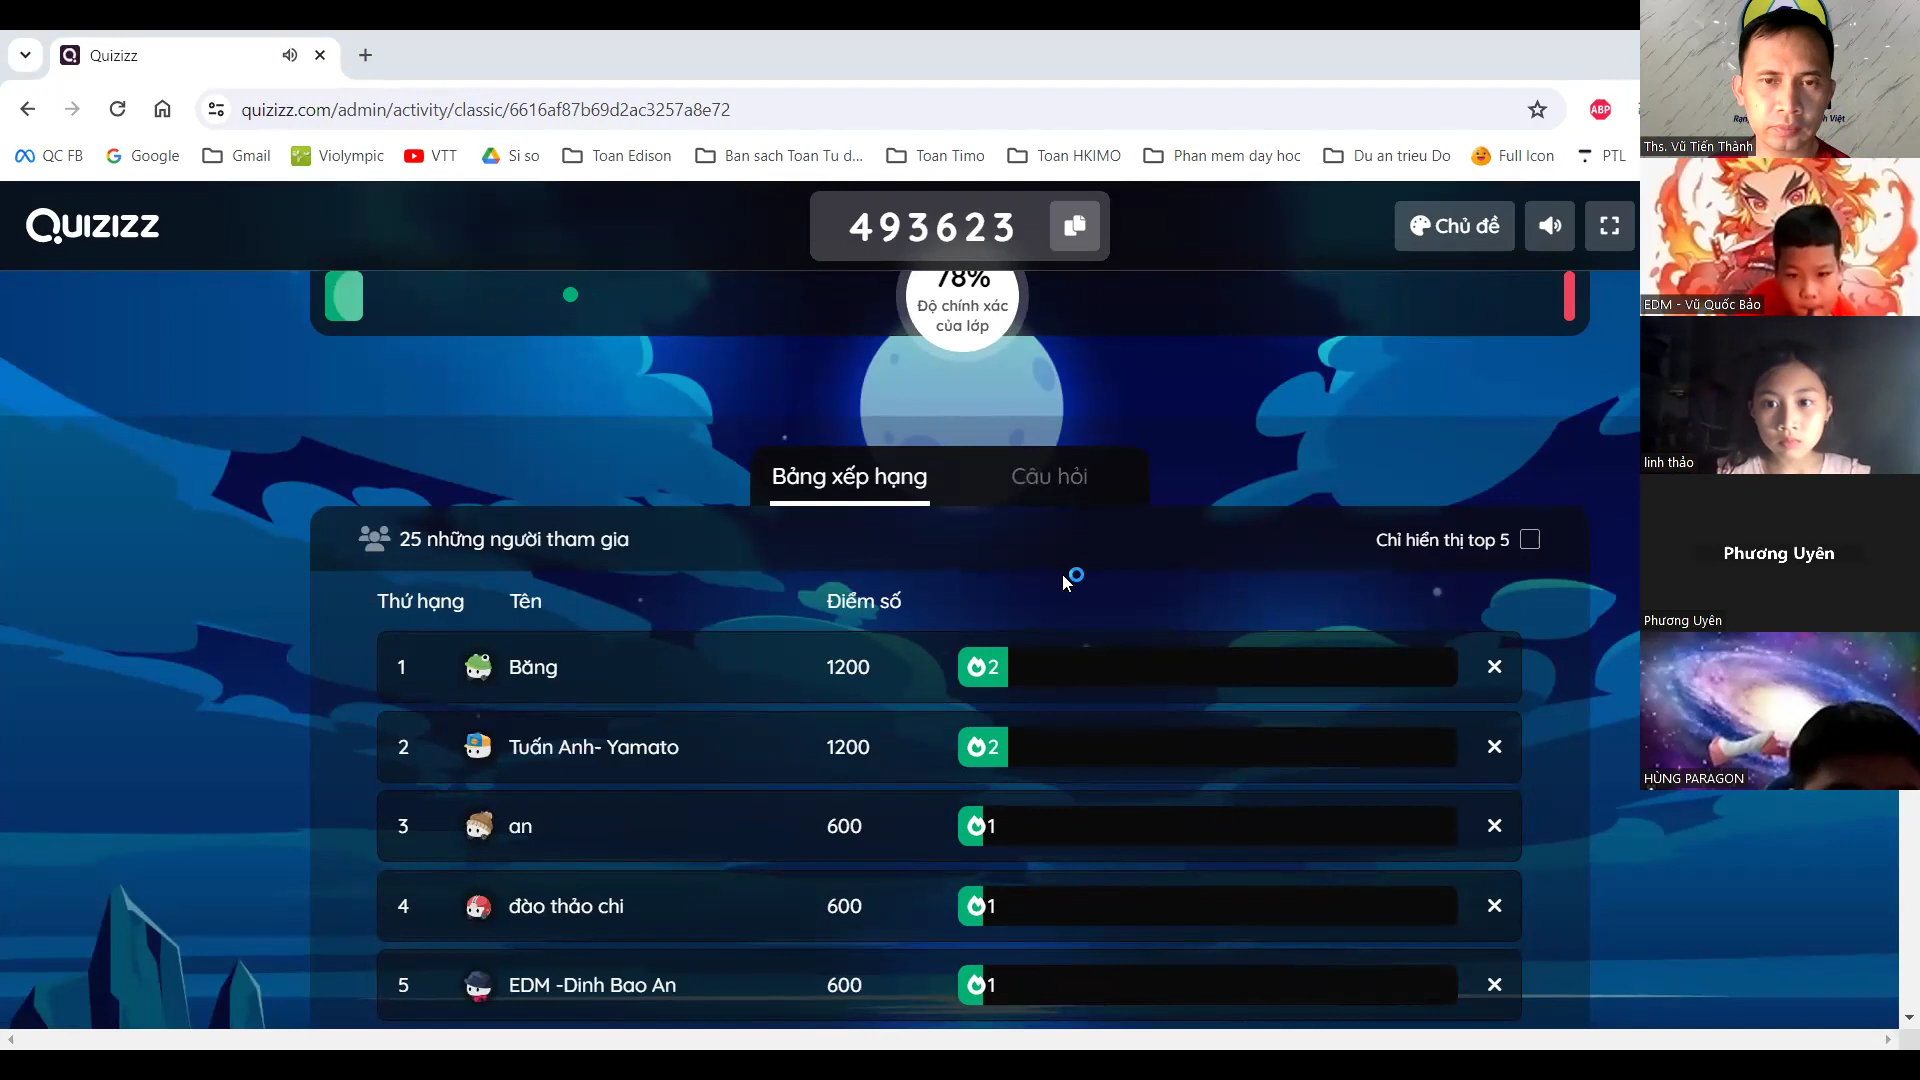 Quizizz
quizizz.com/admin/activity/classic/6616af87b69d2ac3257a8e72
ABP
QC FB
Google
Gmail
Violympic
VTT
Si so
Toan Edison
Ban sach Toan Tu d...
Toan Timo
Toan HKIMO
Phan mem day hoc
Du an trieu Do
Full Icon
PTL
QUIZIZZ
493623
Chủ đề
78%
Độ chính xác
của lớp
Bảng xếp hạng
Câu hỏi
25 những người tham gia
Chỉ hiển thị top 5
Thứ hạng Tên Điểm số
1 Băng 1200 2
2 Tuấn Anh- Yamato 1200 2
3 an 600 1
4 đào thảo chi 600 1
5 EDM -Dinh Bao An 600 1
Ths. Vũ Tiến Thành
EDM - Vũ Quốc Bảo
linh thảo
Phương Uyên
Phương Uyên
HÙNG PARAGON